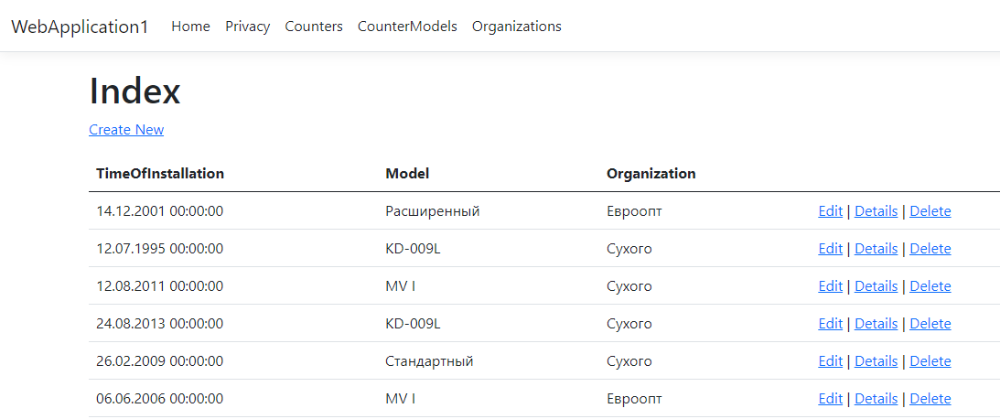 WebApplication1 Home Privacy Counters CounterModels Organizations
Index
Create New
TimeOfInstallation Model Organization
14.12.2001 00:00:00 Расширенный Евроопт Edit | Details | Delete
12.07.1995 00:00:00 KD-009L Сухого Edit | Details | Delete
12.08.2011 00:00:00 MV I Сухого Edit | Details | Delete
24.08.2013 00:00:00 KD-009L Сухого Edit | Details | Delete
26.02.2009 00:00:00 Стандартный Сухого Edit | Details | Delete
06.06.2006 00:00:00 MV I Евроопт Edit | Details | Delete